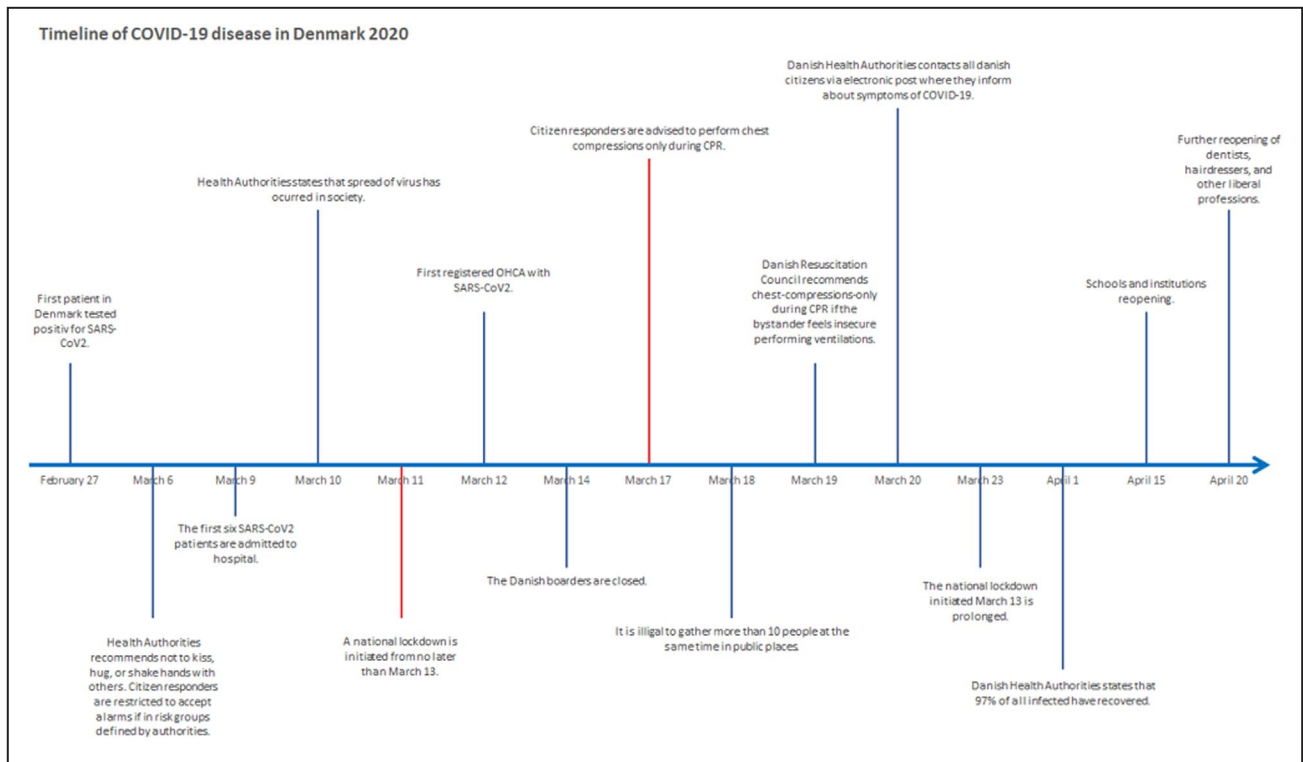 Timeline of COVID-19 disease in Denmark 2020
Danish Health Authorities contacts all danish
citizens via electronic post where they inform
about symptoms of COVID-19.
Citizen responders are advised to perform chest
compressions only during CPR.
Further reopening of
dentists,
hairdressers, and
other liberal
professions.
Health Authorities states that spread of virus has
ocurred in society.
First registered OHCA with
SARS-CoV2.
Danish Resuscitation
Council recommends
chest-compressions-only
during CPR if the
bystander feels insecure
performing ventilations.
Schools and institutions
reopening.
First patient in
Denmark tested
positiv for SARS-
CoV2.
February 27 March 6 March 9 March 10 March 11 March 12 March 14 March 17 March 18 March 19 March 20 March 23 April 1 April 15 April 20
The first six SARS-CoV2
patients are admitted to
hospital.
The Danish boarders are closed.
The national lockdown
initiated March 13 is
prolonged.
Health Authorities
recommends not to kiss,
hug, or shake hands with
others. Citizen responders
are restricted to accept
alarms if in risk groups
defined by authorities.
A national lockdown is
initiated from no later
than March 13.
It is illigal to gather more than 10 people at the
same time in public places.
Danish Health Authorities states that
97% of all infected have recovered.